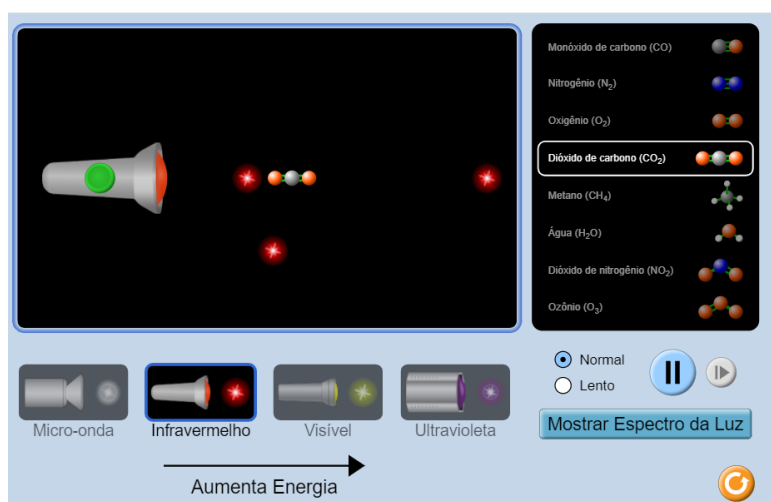 Monóxido de carbono (CO)
Nitrogênio (N₂)
Oxigênio (O₂)
Dióxido de carbono (CO₂)
Metano (CH₄)
Água (H₂O)
Dióxido de nitrogênio (NO₂)
Ozônio (O₃)
Micro-onda
Infravermelho
Visível
Ultravioleta
Aumenta Energia
Normal
Lento
Mostrar Espectro da Luz